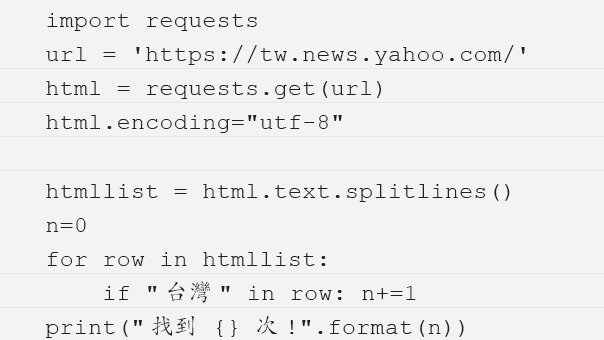 import requests
url = 'https://tw.news.yahoo.com/'
html = requests.get(url)
html.encoding="utf-8"

htmllist = html.text.splitlines()
n=0
for row in htmllist:
    if "台灣" in row: n+=1
print("找到 {} 次!".format(n))